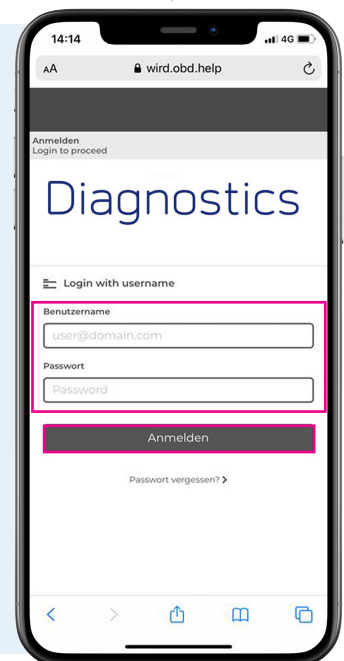 14:14
4G
AA
wird.obd.help
Anmelden
Login to proceed
Diagnostics
Login with username
Benutzername
user@domain.com
Passwort
Password
Anmelden
Passwort vergessen?